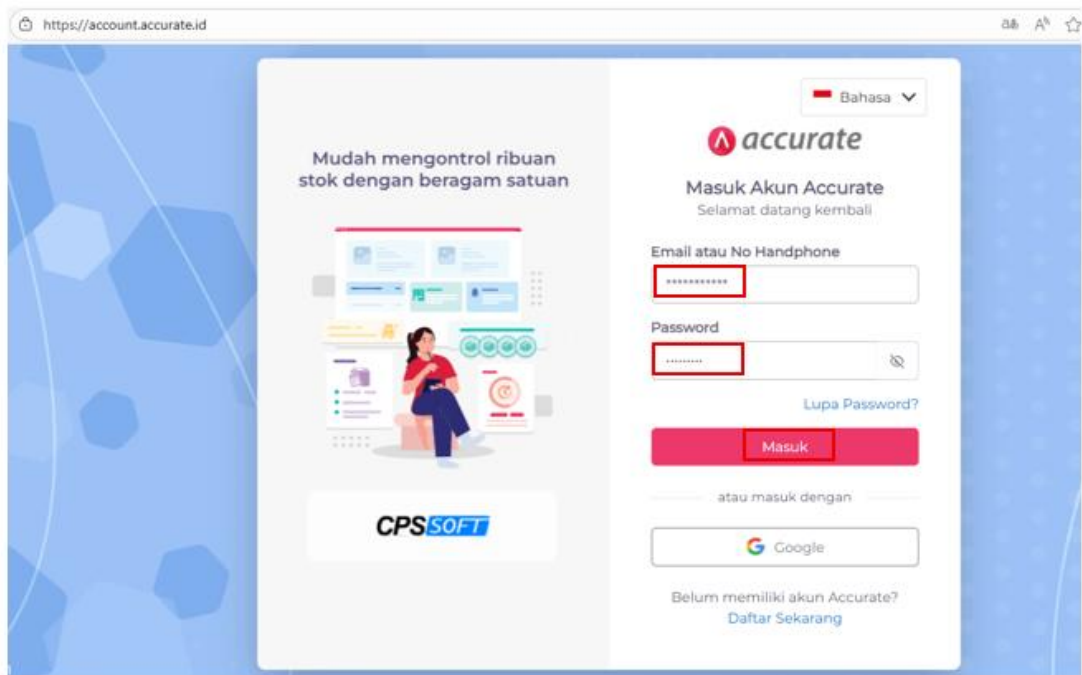 https://account.accurate.id
Bahasa
accurate
Mudah mengontrol ribuan
stok dengan beragam satuan
Masuk Akun Accurate
Selamat datang kembali
Email atau No Handphone
Password
Lupa Password?
Masuk
atau masuk dengan
CPSSOFT
Google
Belum memiliki akun Accurate?
Daftar Sekarang